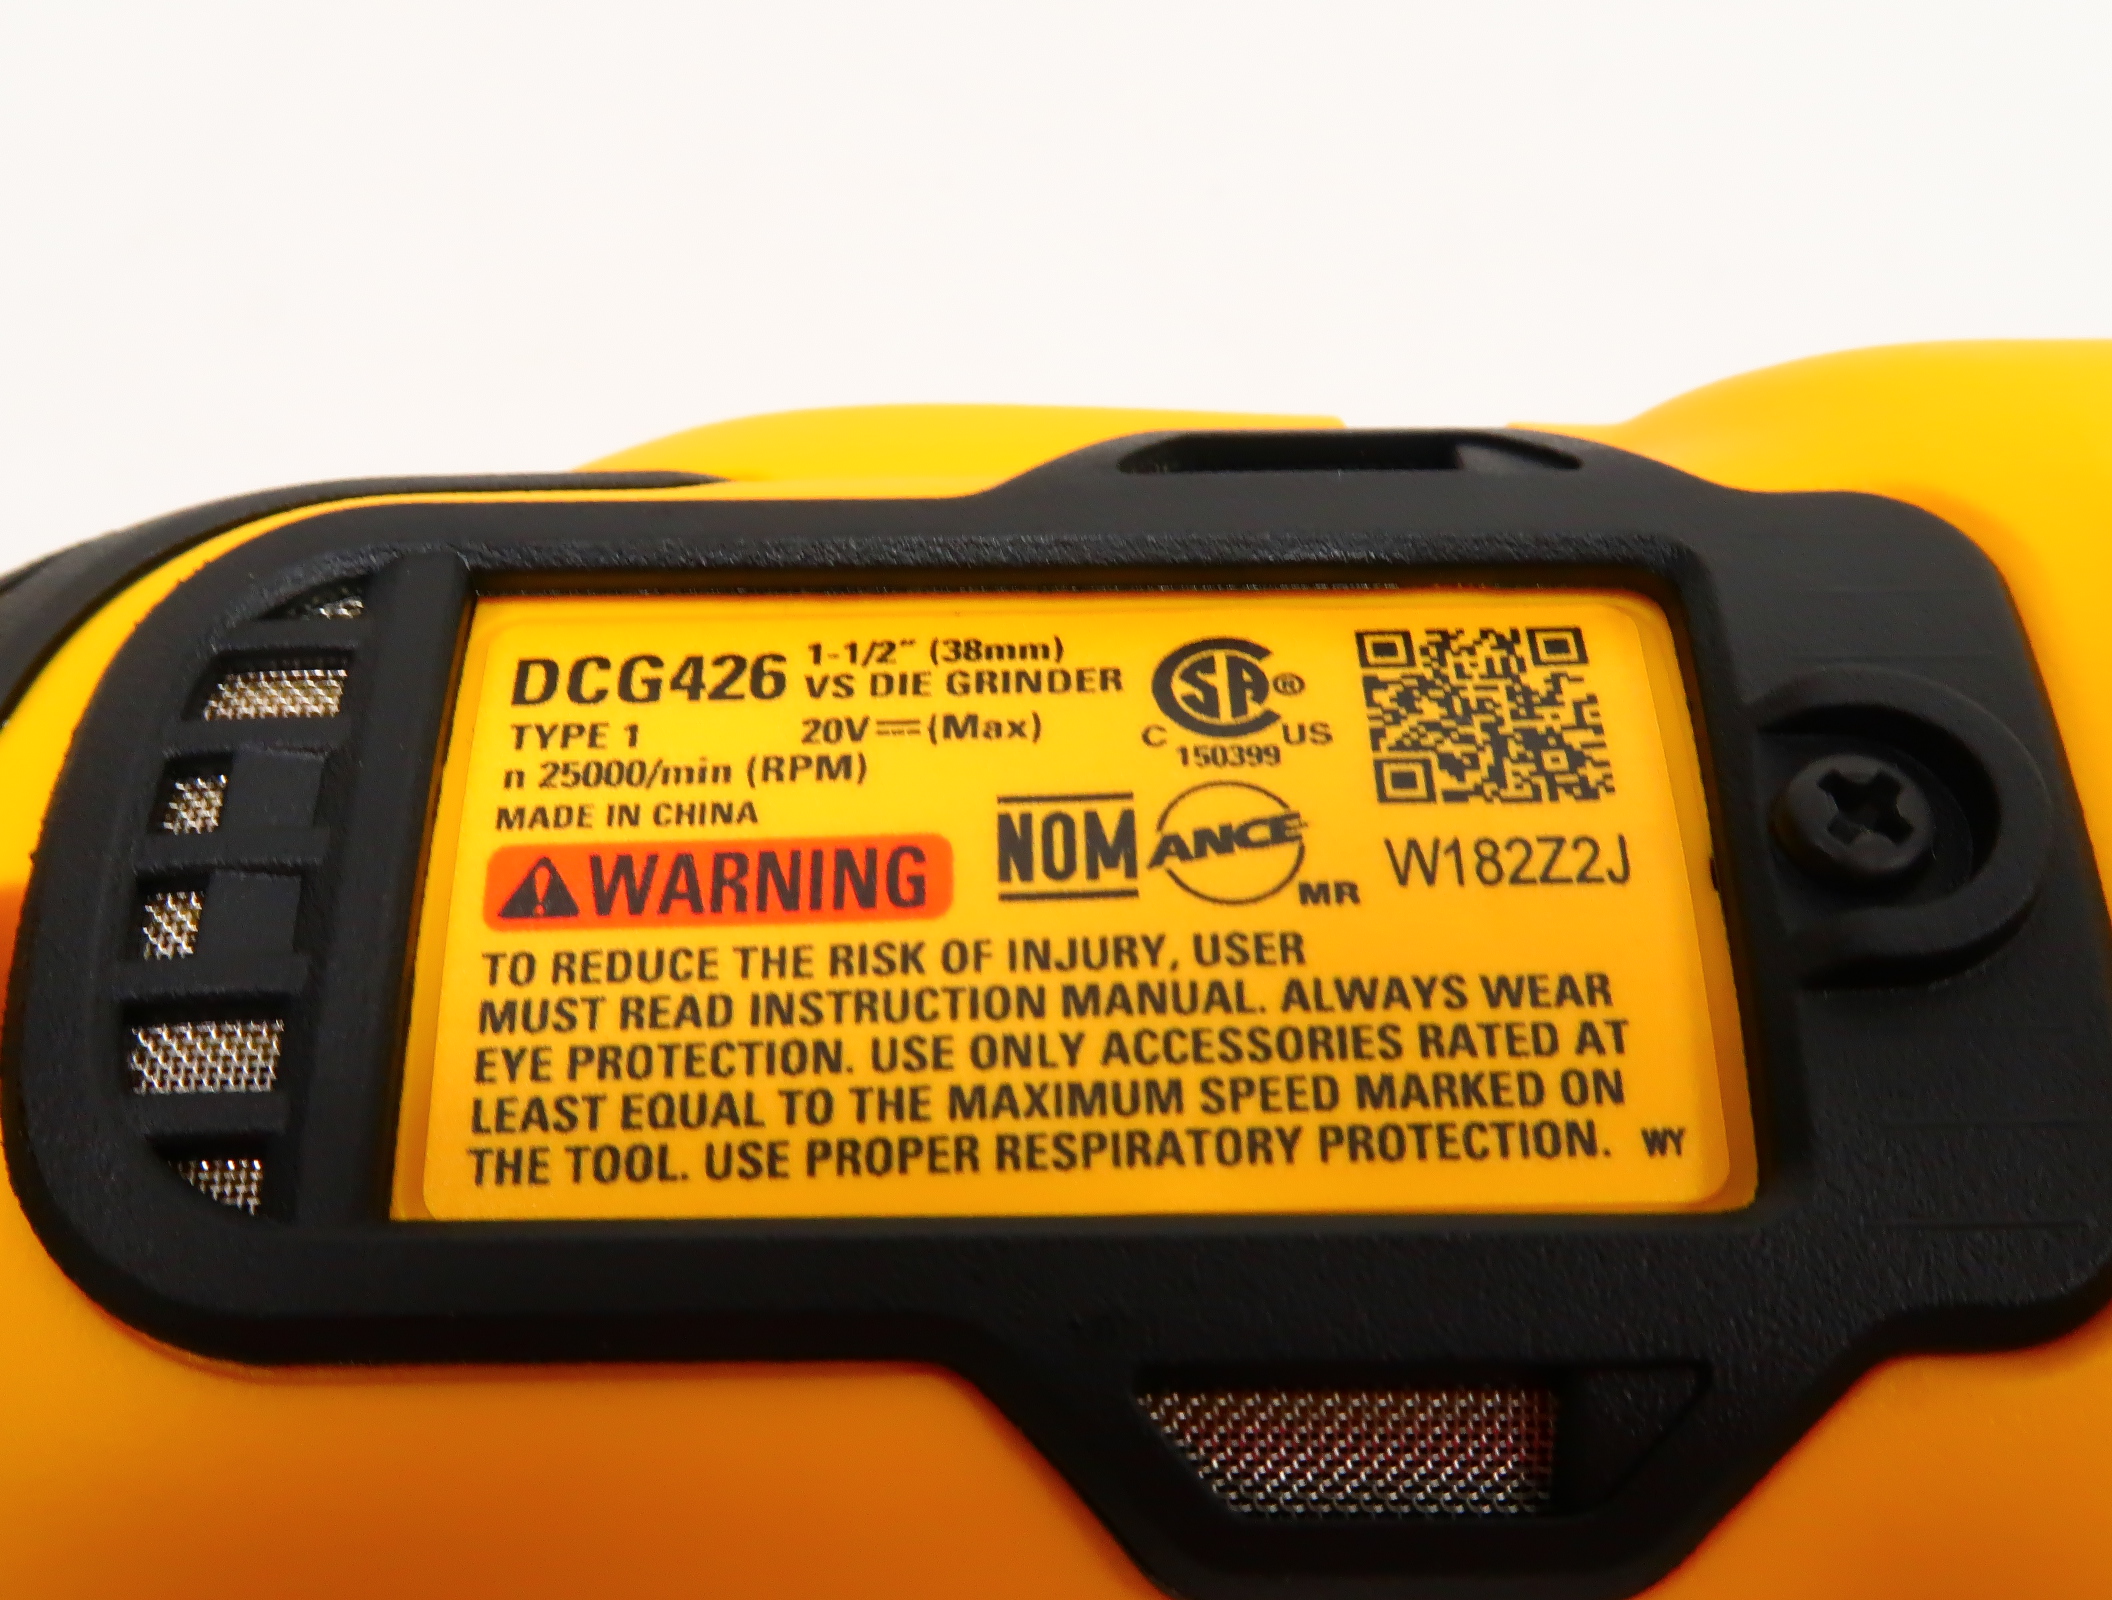 DCG426 1-1/2" (38mm)
VS DIE GRINDER
TYPE 1 20V⎓(Max)
n 25000/min (RPM)
MADE IN CHINA
CSA®
C US
150399
NOM ANCE MR
W182Z2J
⚠WARNING
TO REDUCE THE RISK OF INJURY, USER
MUST READ INSTRUCTION MANUAL. ALWAYS WEAR
EYE PROTECTION. USE ONLY ACCESSORIES RATED AT
LEAST EQUAL TO THE MAXIMUM SPEED MARKED ON
THE TOOL. USE PROPER RESPIRATORY PROTECTION. WY